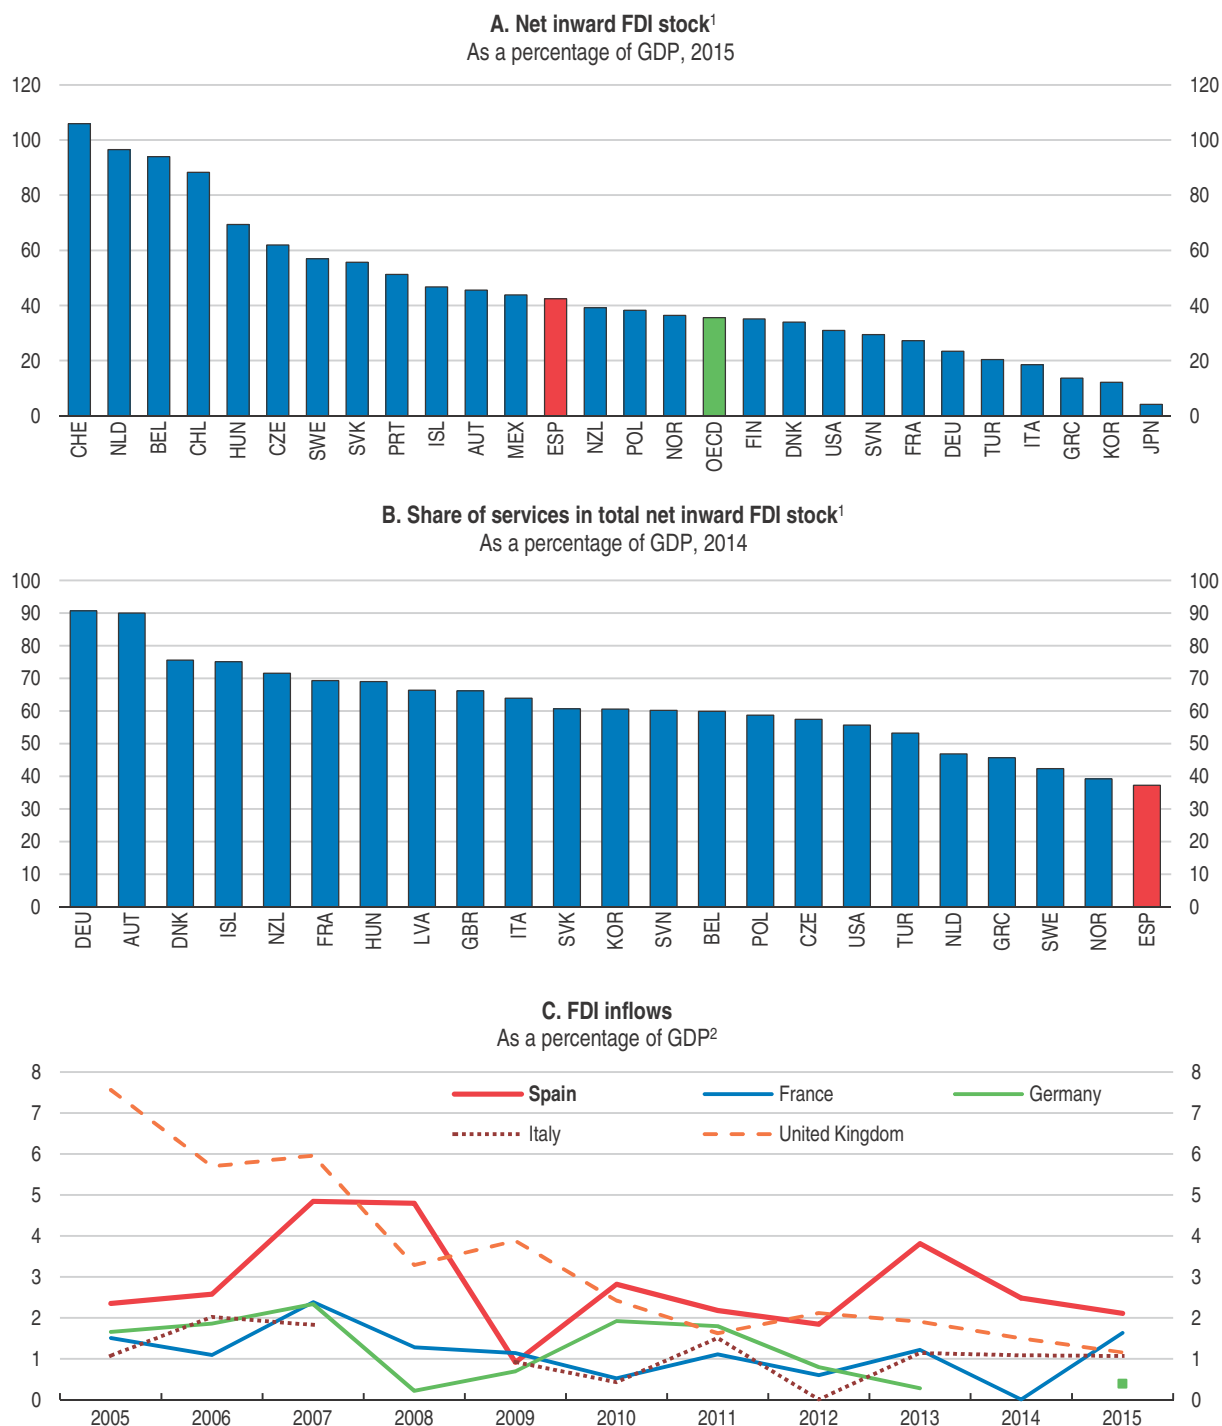 A. Net inward FDI stock¹
As a percentage of GDP, 2015
120 120
100 100
80 80
60 60
40 40
20 20
0 0
CHE NLD BEL CHL HUN CZE SWE SVK PRT ISL AUT MEX ESP NZL POL NOR OECD FIN DNK USA SVN FRA DEU TUR ITA GRC KOR JPN
B. Share of services in total net inward FDI stock¹
As a percentage of GDP, 2014
100 100
90 90
80 80
70 70
60 60
50 50
40 40
30 30
20 20
10 10
0 0
DEU AUT DNK ISL NZL FRA HUN LVA GBR ITA SVK KOR SVN BEL POL CZE USA TUR NLD GRC SWE NOR ESP
C. FDI inflows
As a percentage of GDP²
8 8
Spain France Germany
7 7
Italy United Kingdom
6 6
5 5
4 4
3 3
2 2
1 1
0 0
2005 2006 2007 2008 2009 2010 2011 2012 2013 2014 2015